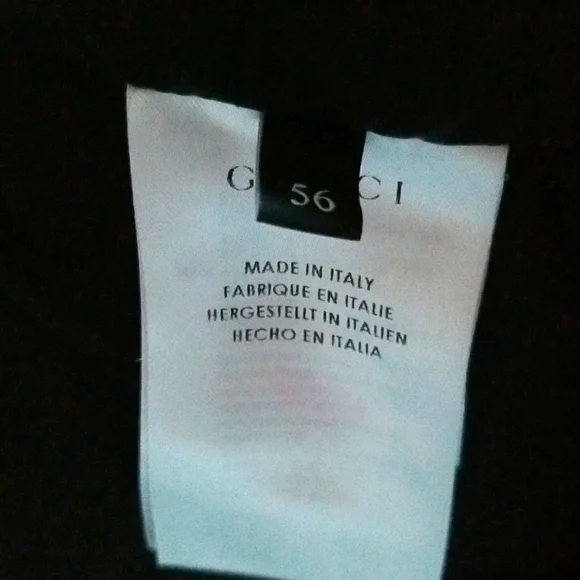 G CI
56
MADE IN ITALY
FABRIQUE EN ITALIE
HERGESTELLT IN ITALIEN
HECHO EN ITALIA